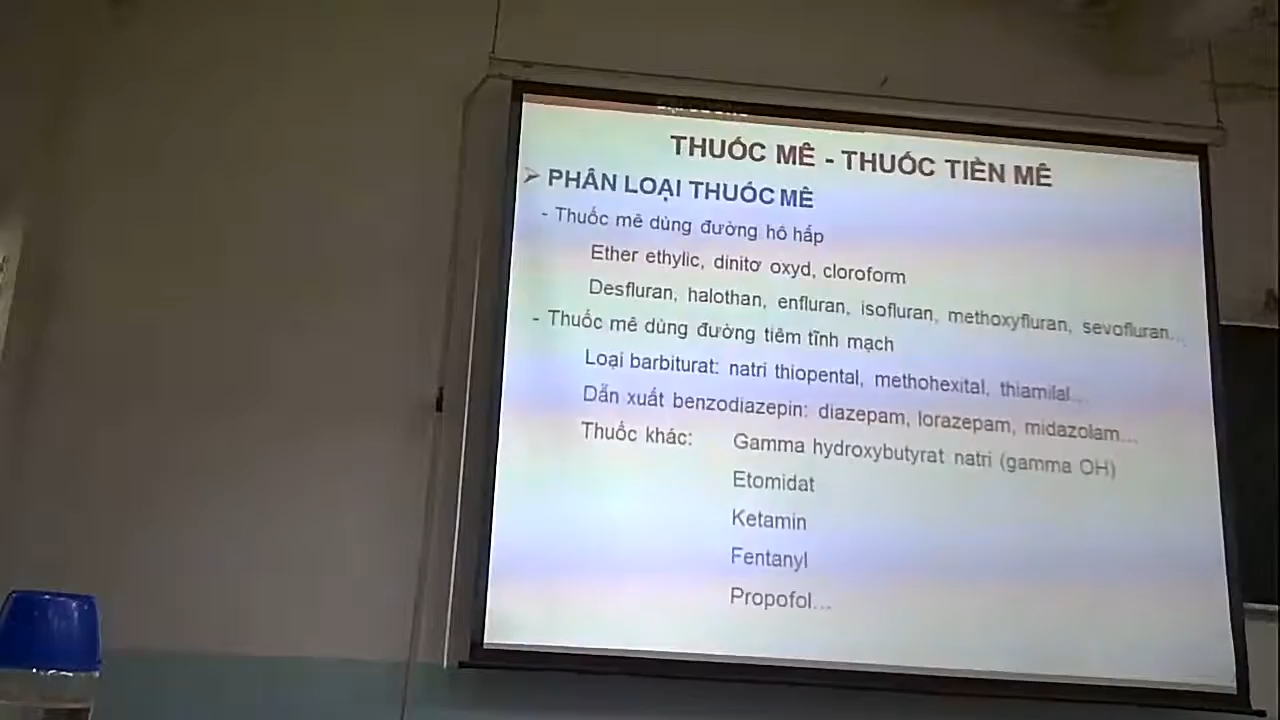 THUỐC MÊ - THUỐC TIỀN MÊ
➢ PHÂN LOẠI THUỐC MÊ
- Thuốc mê dùng đường hô hấp
Ether ethylic, dinitơ oxyd, cloroform
Desfluran, halothan, enfluran, isofluran, methoxyfluran, sevofluran...
- Thuốc mê dùng đường tiêm tĩnh mạch
Loại barbiturat: natri thiopental, methohexital, thiamilal...
Dẫn xuất benzodiazepin: diazepam, lorazepam, midazolam...
Thuốc khác: Gamma hydroxybutyrat natri (gamma OH)
Etomidat
Ketamin
Fentanyl
Propofol...